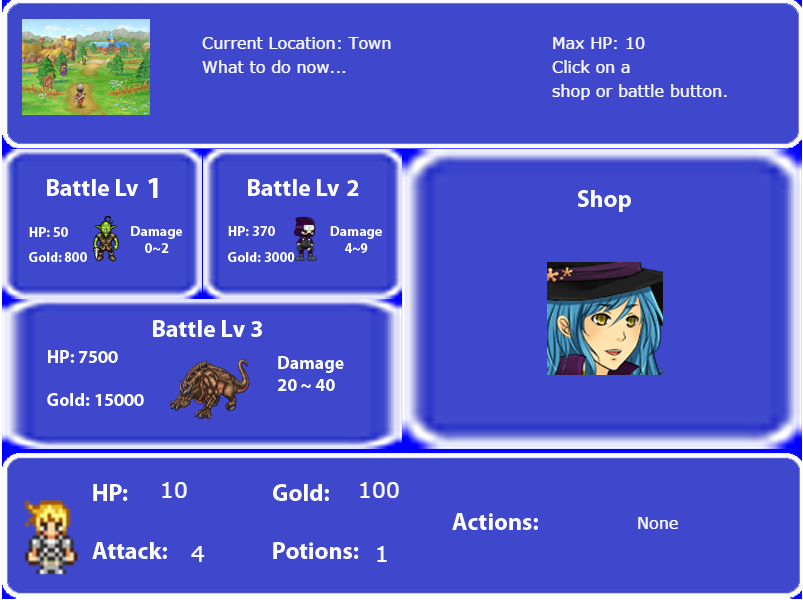 Current Location: Town
What to do now...
Max HP: 10
Click on a
shop or battle button.
Battle Lv 1
HP: 50
Gold: 800
Damage
0~2
Battle Lv 2
HP: 370
Gold: 3000
Damage
4~9
Shop
Battle Lv 3
HP: 7500
Gold: 15000
Damage
20 ~ 40
HP: 10
Gold: 100
Attack: 4
Potions: 1
Actions: None